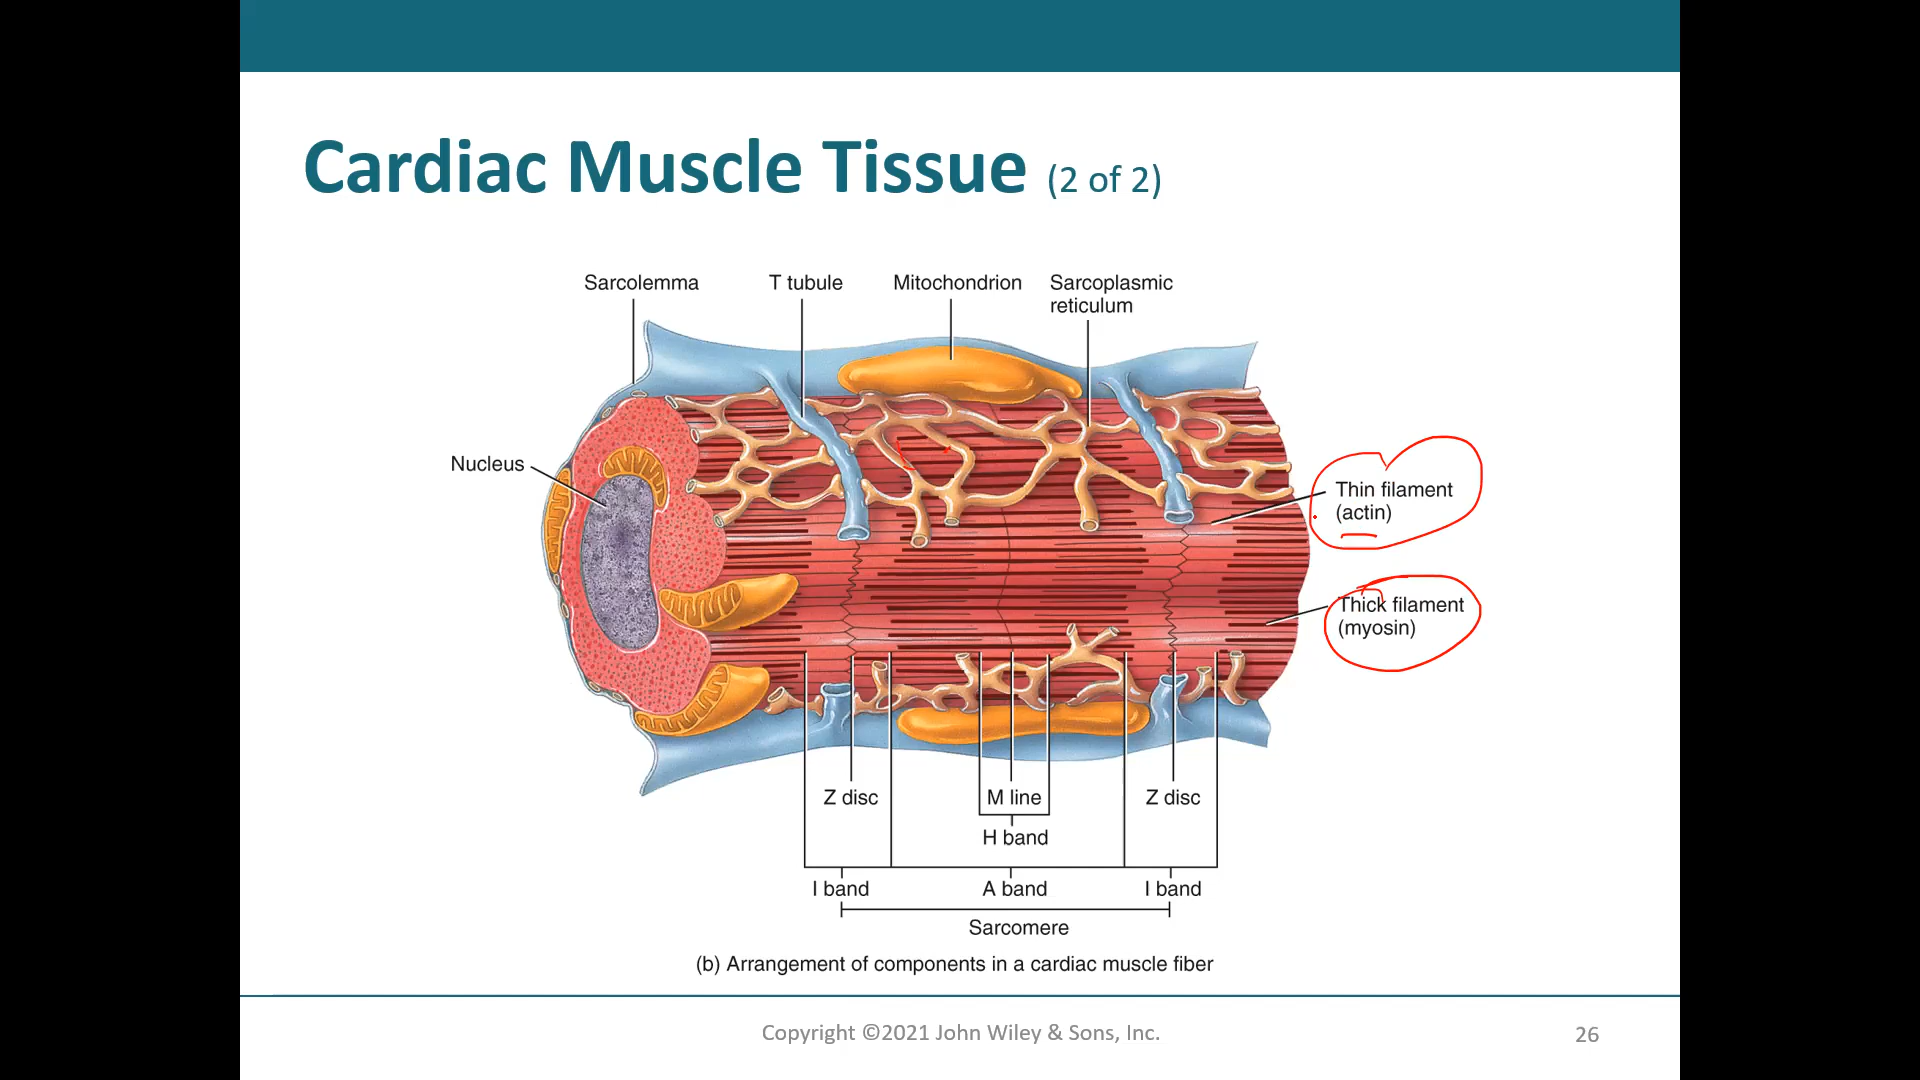 Cardiac Muscle Tissue (2 of 2)
Sarcolemma
T tubule
Mitochondrion
Sarcoplasmic
reticulum
Nucleus
Thin filament
(actin)
Thick filament
(myosin)
Z disc
M line
Z disc
H band
I band
A band
I band
Sarcomere
(b) Arrangement of components in a cardiac muscle fiber
Copyright ©2021 John Wiley & Sons, Inc.
26